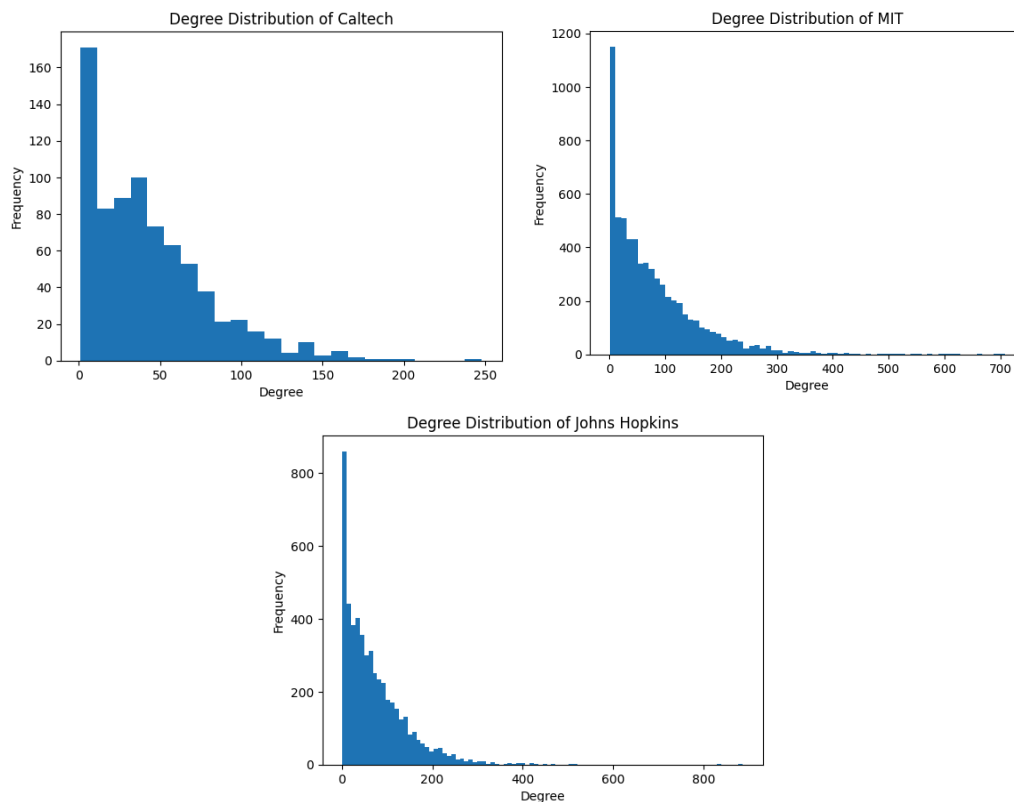 Degree Distribution of Caltech
Frequency
160
140
120
100
80
60
40
20
0
0 50 100 150 200 250
Degree
Degree Distribution of MIT
Frequency
1200
1000
800
600
400
200
0
0 100 200 300 400 500 600 700
Degree
Degree Distribution of Johns Hopkins
Frequency
800
600
400
200
0
0 200 400 600 800
Degree